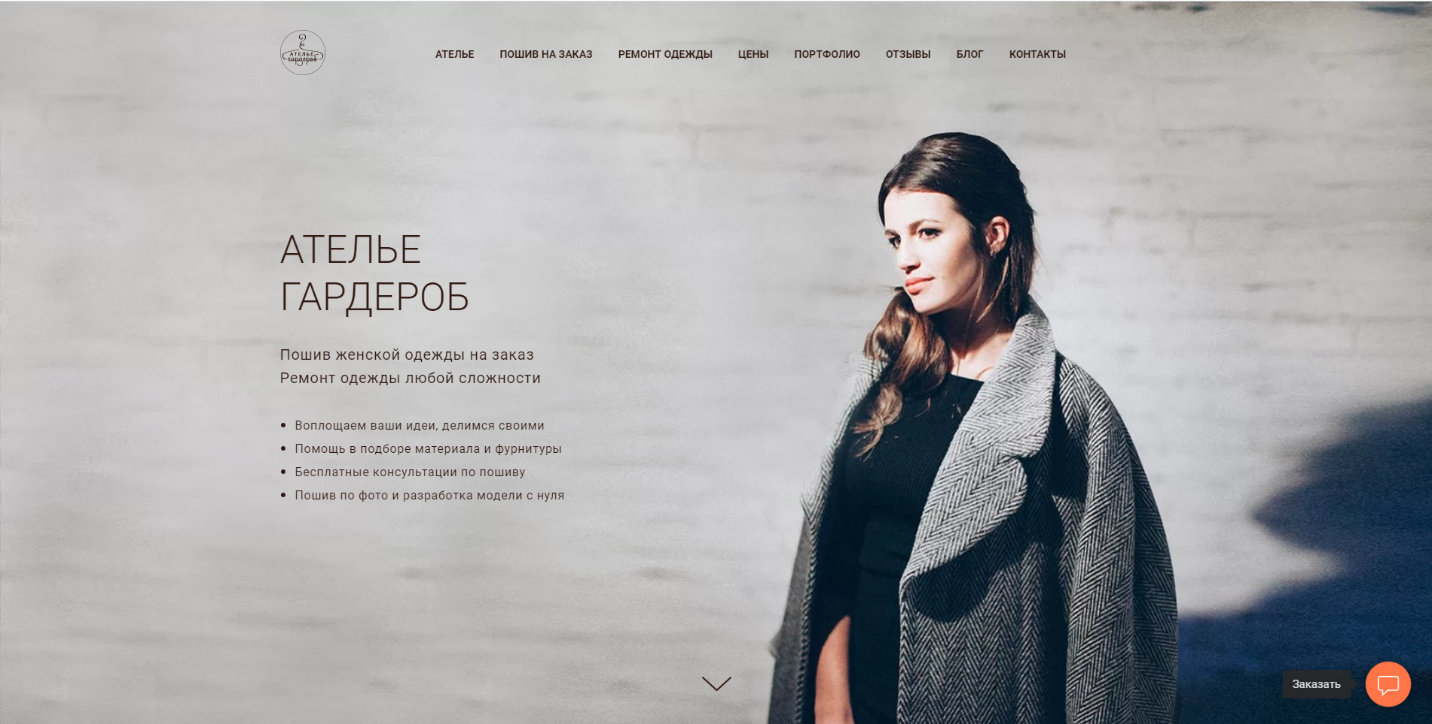 АТЕЛЬЕ
гардероб
АТЕЛЬЕ ПОШИВ НА ЗАКАЗ РЕМОНТ ОДЕЖДЫ ЦЕНЫ ПОРТФОЛИО ОТЗЫВЫ БЛОГ КОНТАКТЫ
АТЕЛЬЕ
ГАРДЕРОБ
Пошив женской одежды на заказ
Ремонт одежды любой сложности
• Воплощаем ваши идеи, делимся своими
• Помощь в подборе материала и фурнитуры
• Бесплатные консультации по пошиву
• Пошив по фото и разработка модели с нуля
Заказать